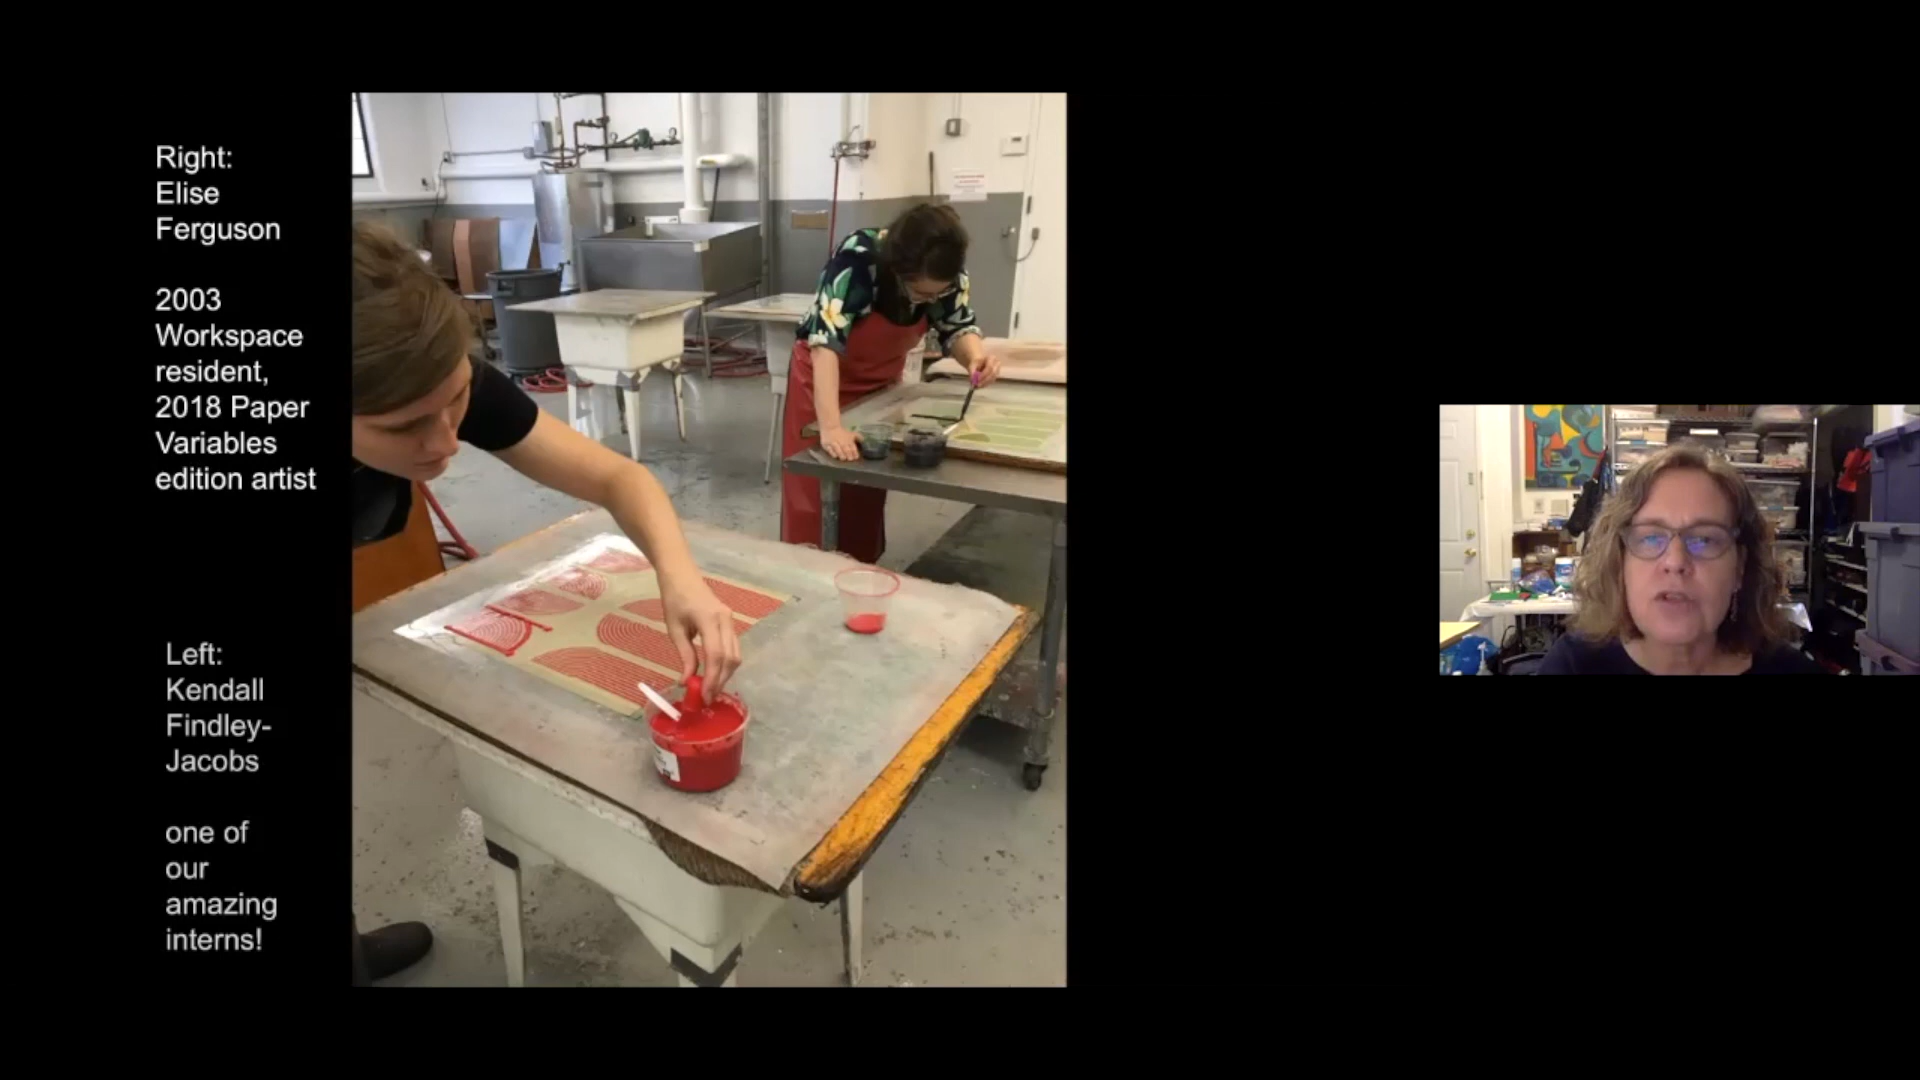 Right:
Elise
Ferguson
2003
Workspace
resident,
2018 Paper
Variables
edition artist
Left:
Kendall
Findley-
Jacobs
one of
our
amazing
interns!